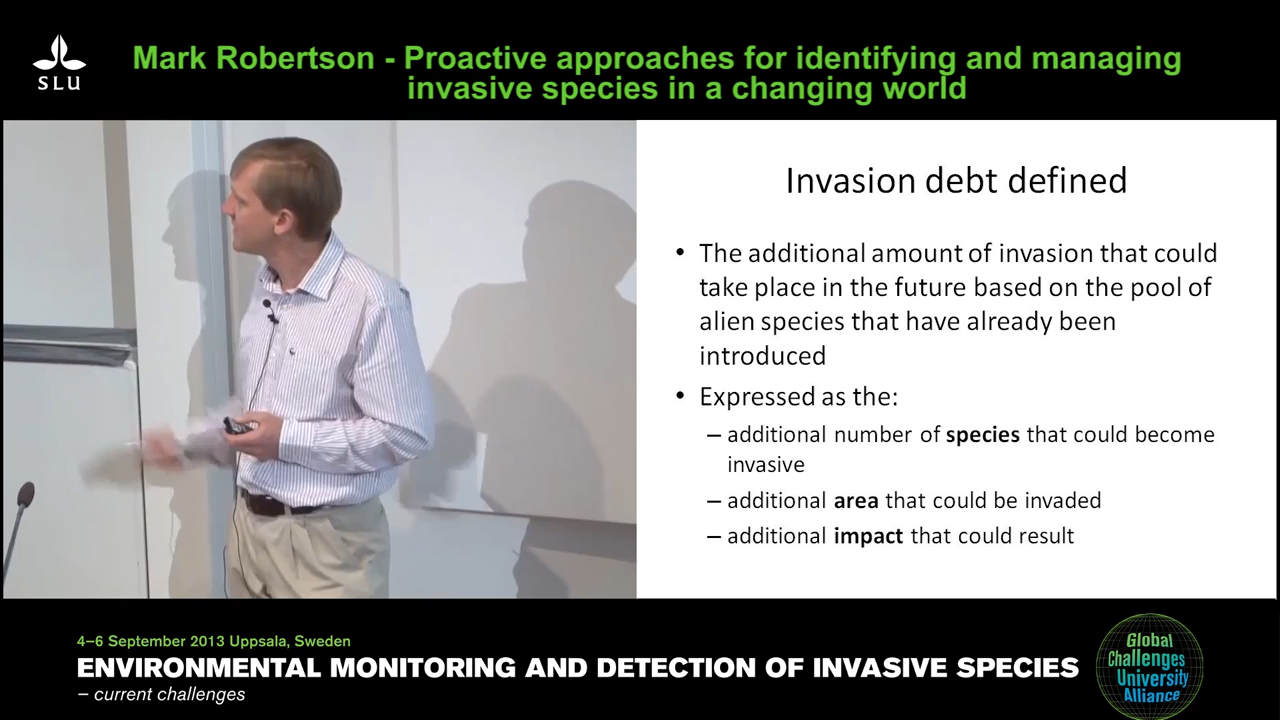 SLU
Mark Robertson - Proactive approaches for identifying and managing
invasive species in a changing world
Invasion debt defined
• The additional amount of invasion that could
take place in the future based on the pool of
alien species that have already been
introduced
• Expressed as the:
– additional number of species that could become
invasive
– additional area that could be invaded
– additional impact that could result
4–6 September 2013 Uppsala, Sweden
ENVIRONMENTAL MONITORING AND DETECTION OF INVASIVE SPECIES
– current challenges
Global
Challenges
University
Alliance